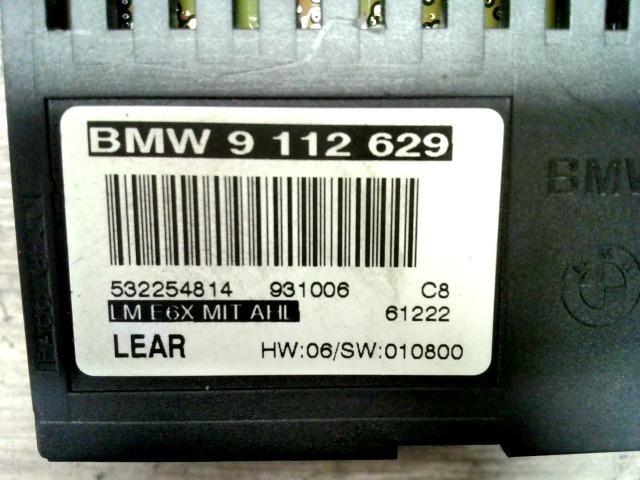 BMW 9 112 629
532254814 931006 C8
LM E6X MIT AHL 61222
LEAR HW:06/SW:010800
BMW